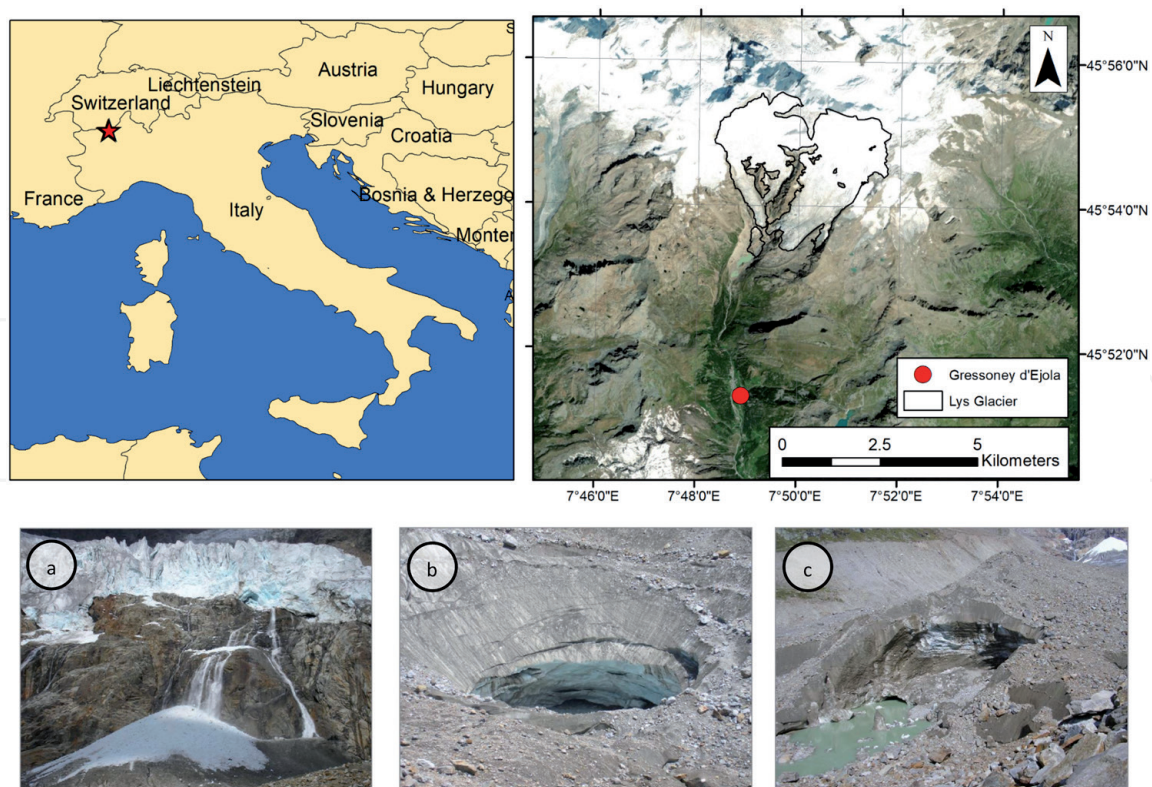 Liechtenstein
Austria
Switzerland
Hungary
Slovenia
Croatia
France
Italy
Bosnia & Herzego
Monten
N
45°56'0"N
45°54'0"N
45°52'0"N
Gressoney d'Ejola
Lys Glacier
0 2.5 5
Kilometers
7°46'0"E 7°48'0"E 7°50'0"E 7°52'0"E 7°54'0"E
a
b
c